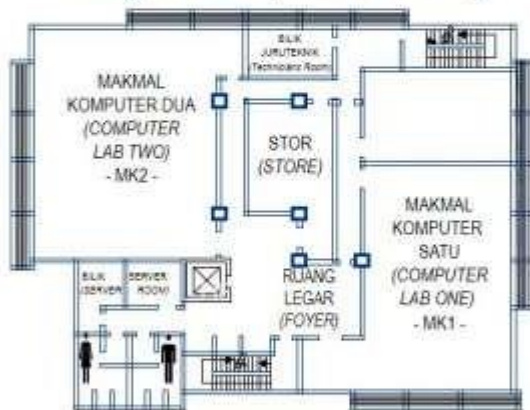 BILIK
JURUTEKNIK
(Technicians Room)
MAKMAL
KOMPUTER DUA
(COMPUTER
LAB TWO)
- MK2 -
STOR
(STORE)
MAKMAL
KOMPUTER
SATU
(COMPUTER
LAB ONE)
- MK1 -
BILIK
(SERVER
SERVER
ROOM)
RUANG
LEGAR
(FOYER)